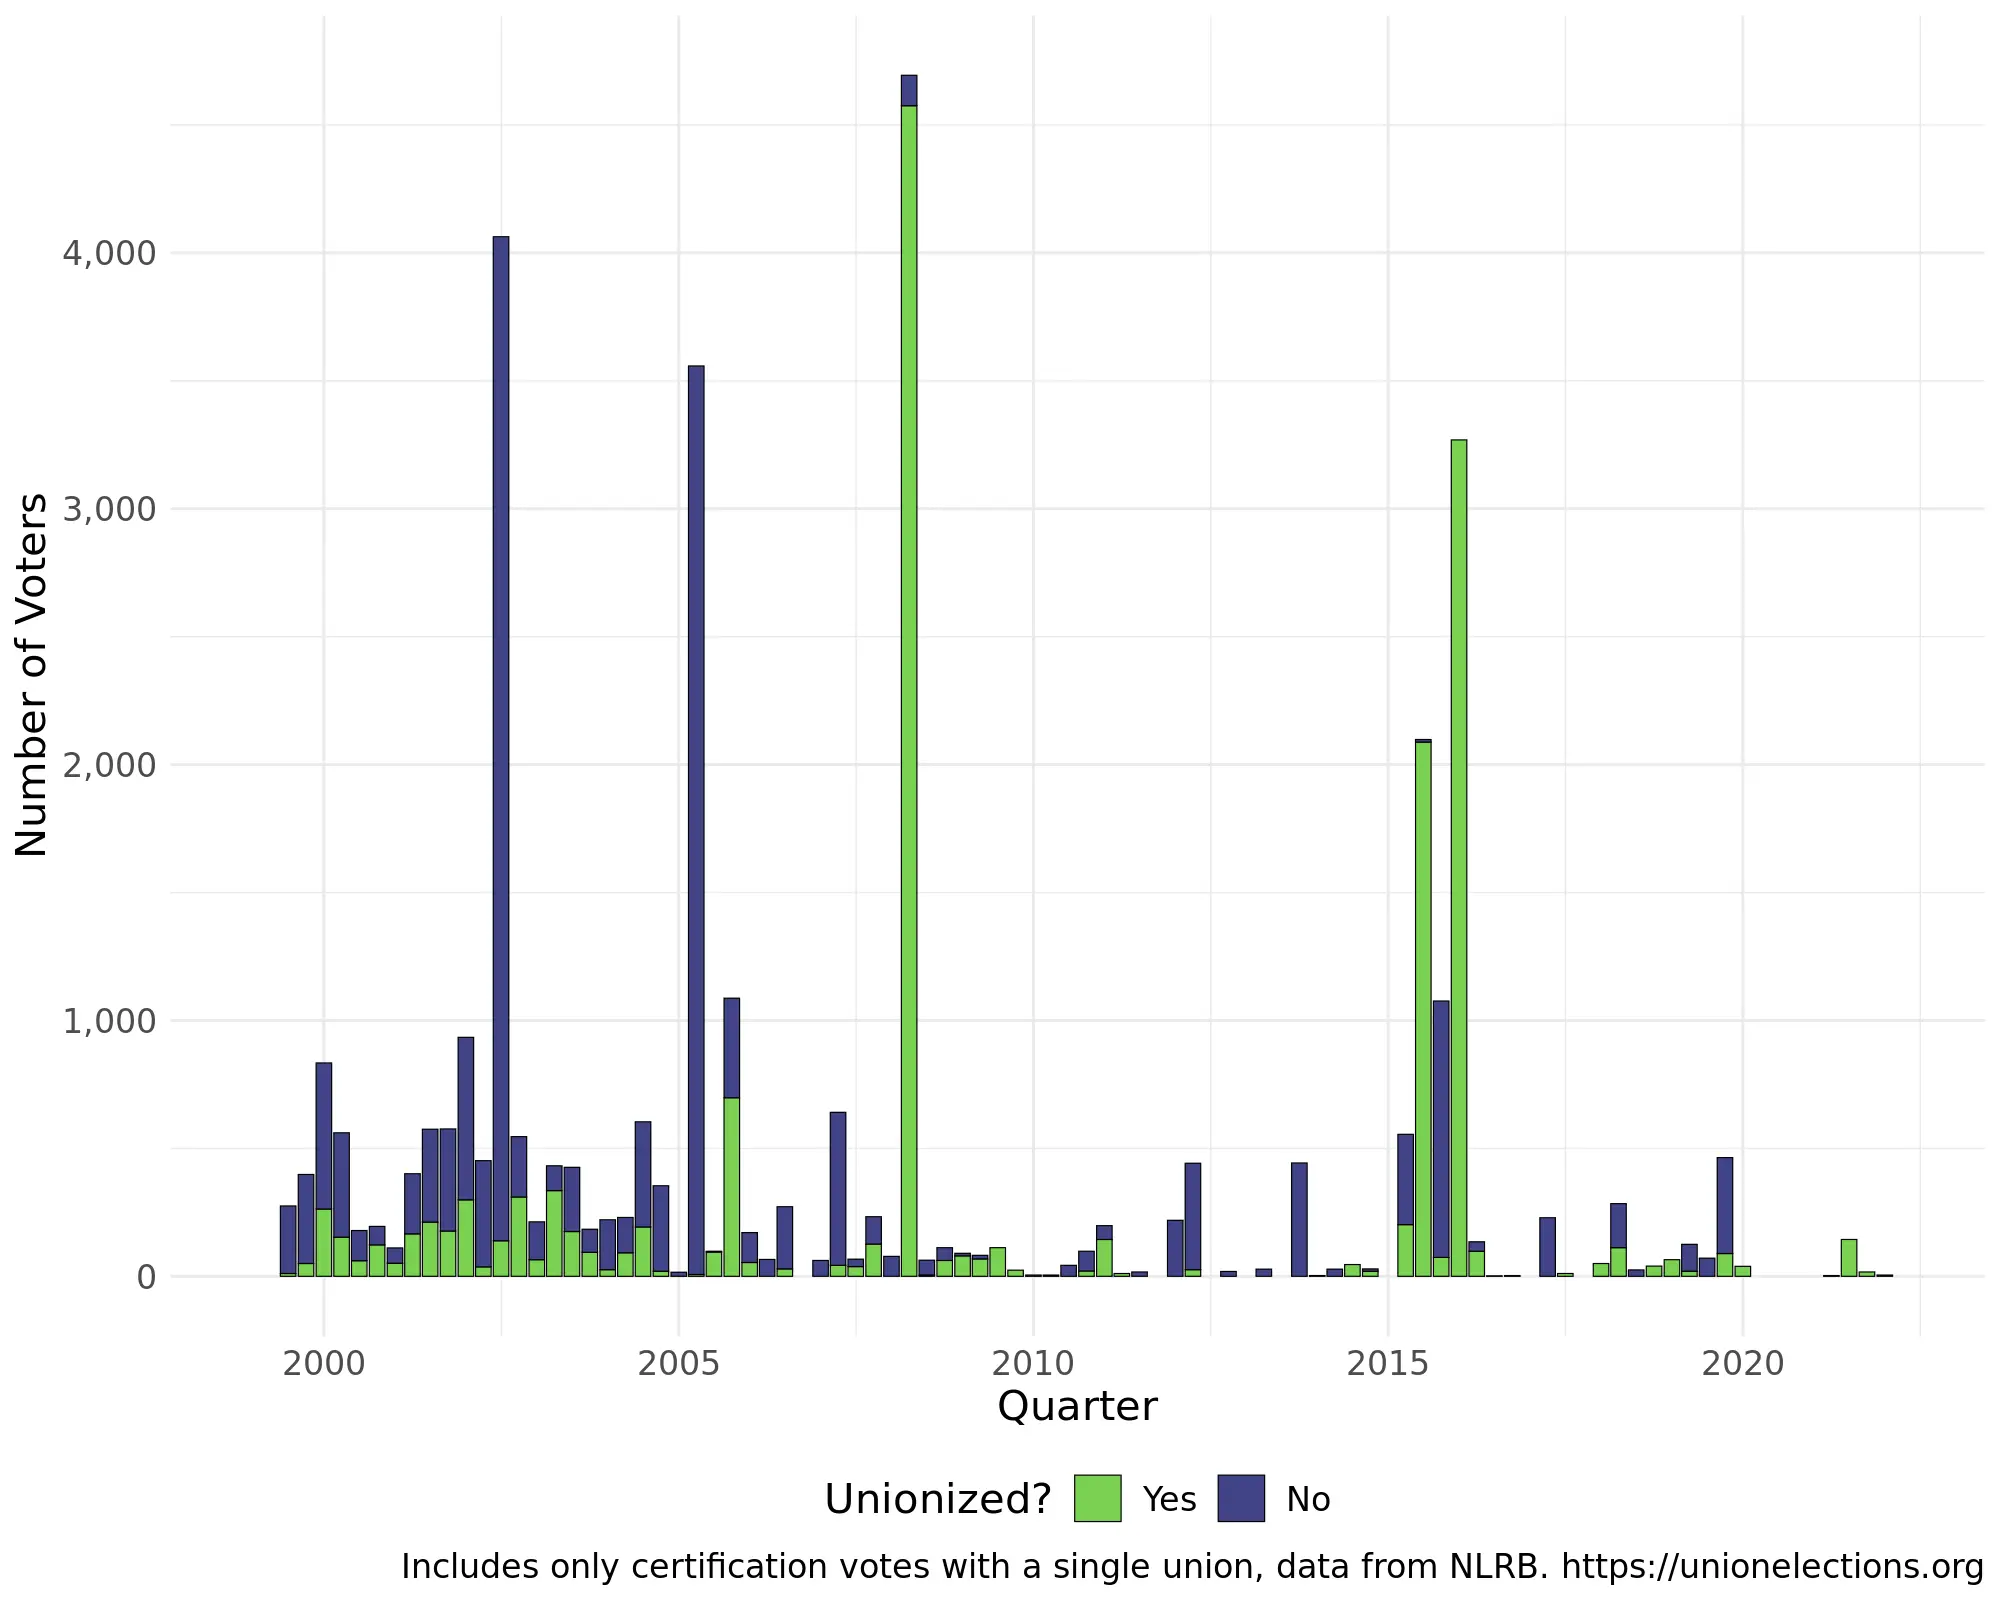 Number of Voters
4,000
3,000
2,000
1,000
0
2000 2005 2010 2015 2020
Quarter
Unionized? Yes No
Includes only certification votes with a single union, data from NLRB. https://unionelections.org